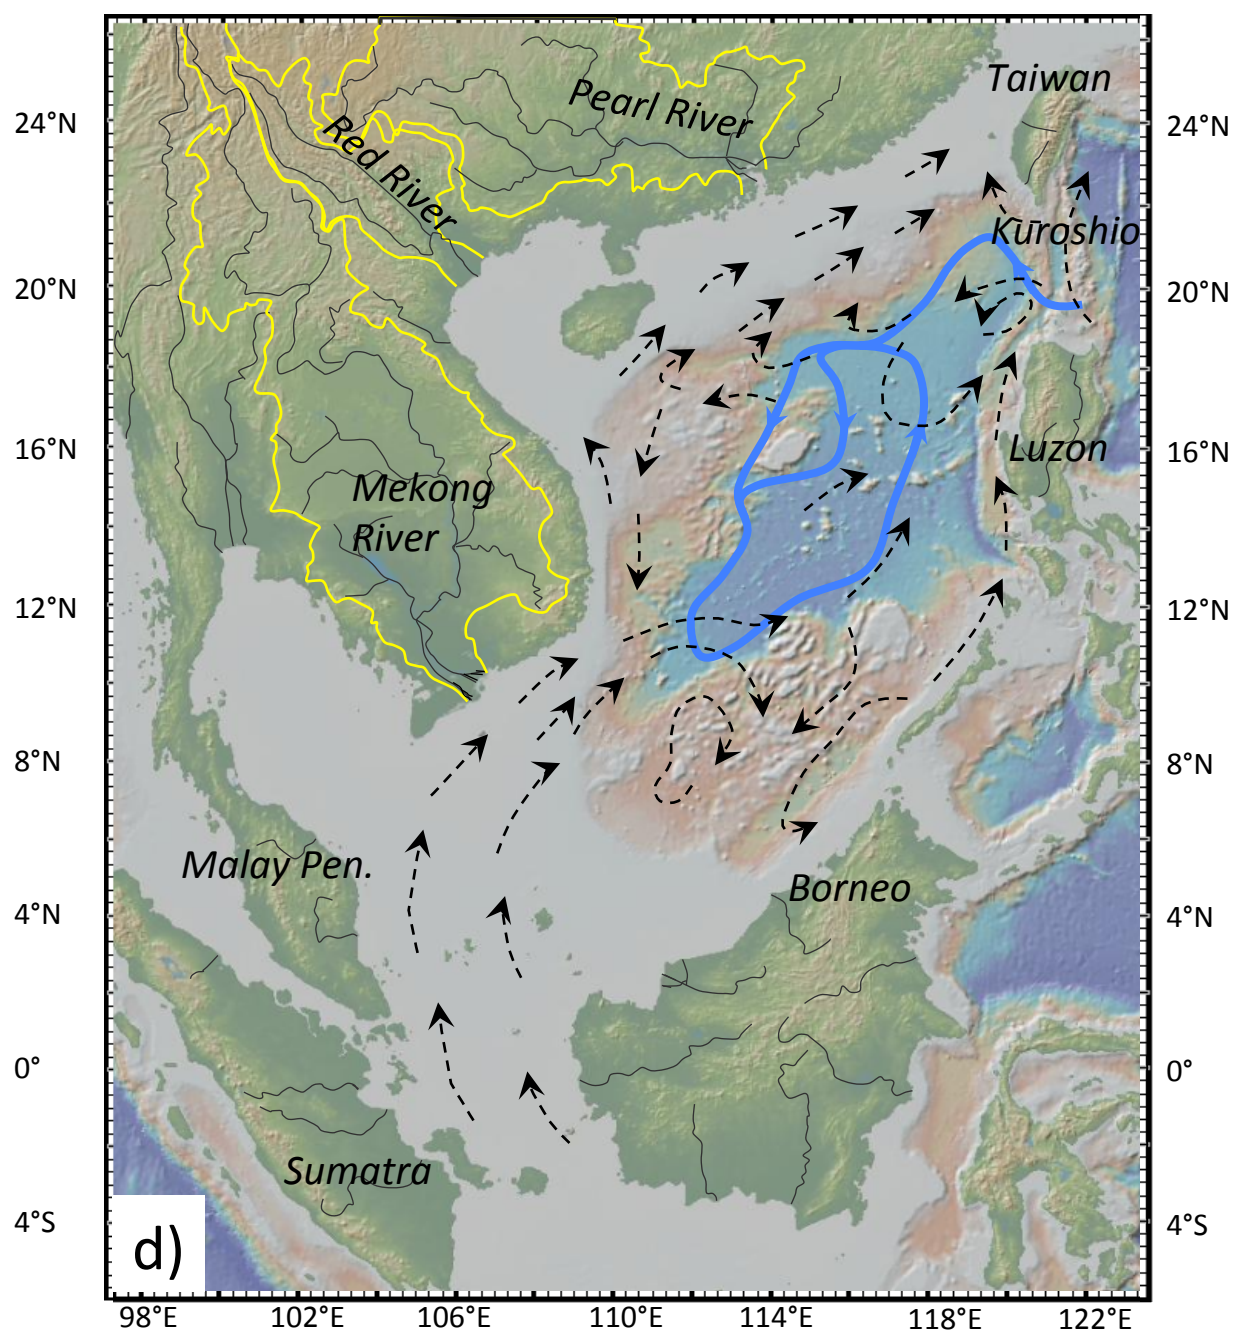 Taiwan
Pearl River
24°N
24°N
Red River
Kuroshio
20°N
20°N
16°N
Luzon
16°N
Mekong
River
12°N
12°N
8°N
8°N
Malay Pen.
Borneo
4°N
4°N
0°
0°
Sumatra
4°S
4°S
d)
98°E
102°E
106°E
110°E
114°E
118°E
122°E